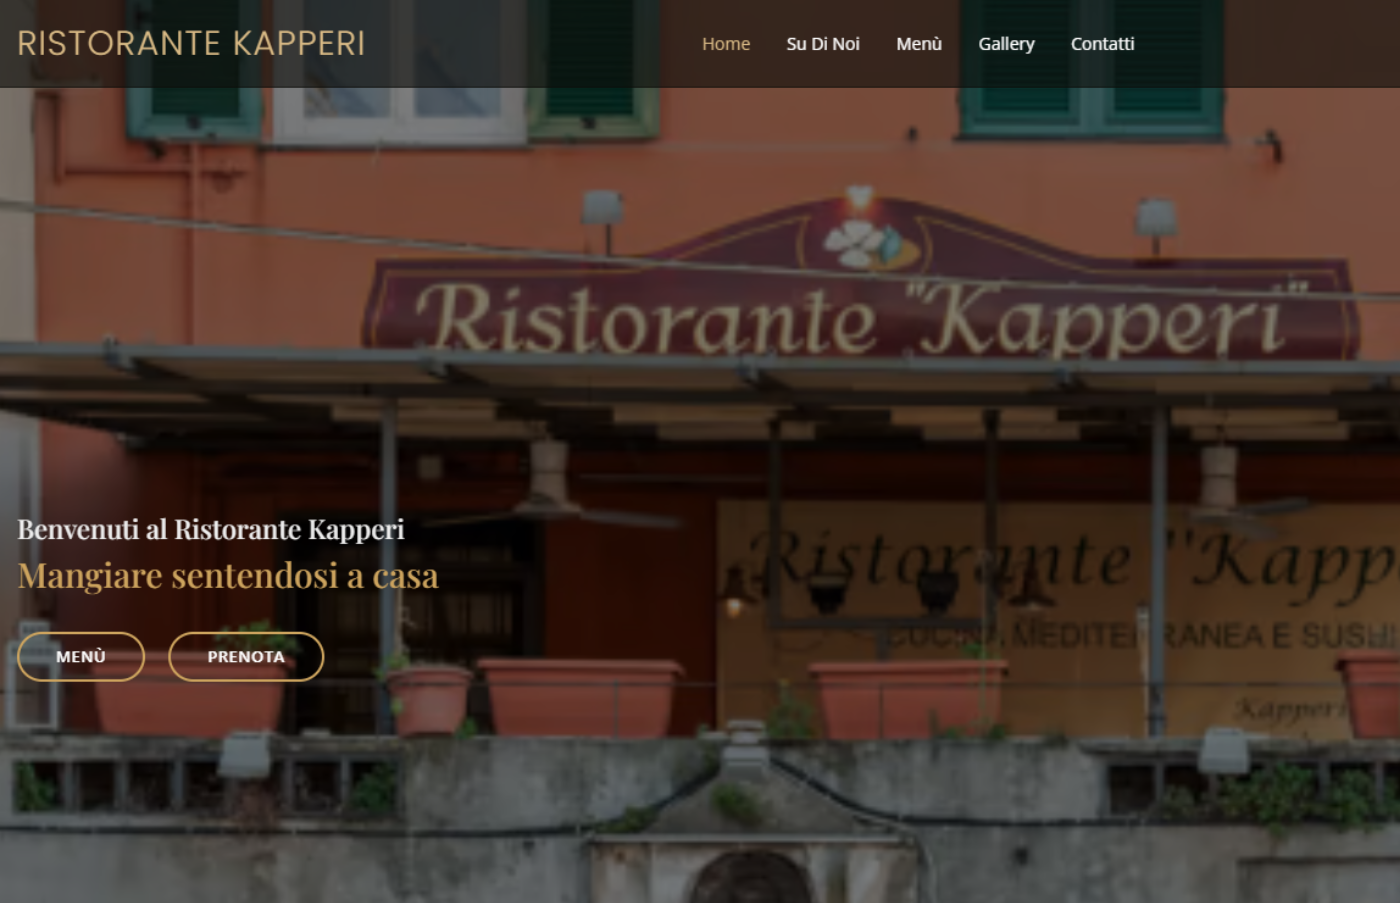 RISTORANTE KAPPERI
Home Su Di Noi Menù Gallery Contatti
Ristorante "Kapperi"
Benvenuti al Ristorante Kapperi
Mangiare sentendosi a casa
MENÙ PRENOTA
Ristorante "Kapp
CUCINA MEDITERRANEA E SUSHI
Kapperi